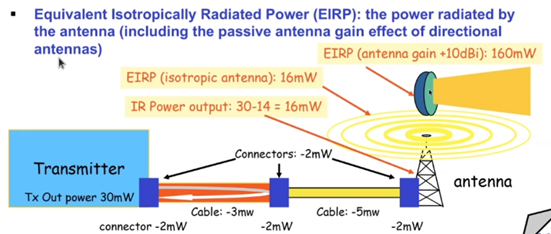 ▪ Equivalent Isotropically Radiated Power (EIRP): the power radiated by
the antenna (including the passive antenna gain effect of directional
antennas)
EIRP (antenna gain +10dBi): 160mW
EIRP (isotropic antenna): 16mW
IR Power output: 30-14 = 16mW
Connectors: -2mW
Transmitter
antenna
Tx Out power 30mW
Cable: -3mw
Cable: -5mw
connector -2mW
-2mW
-2mW